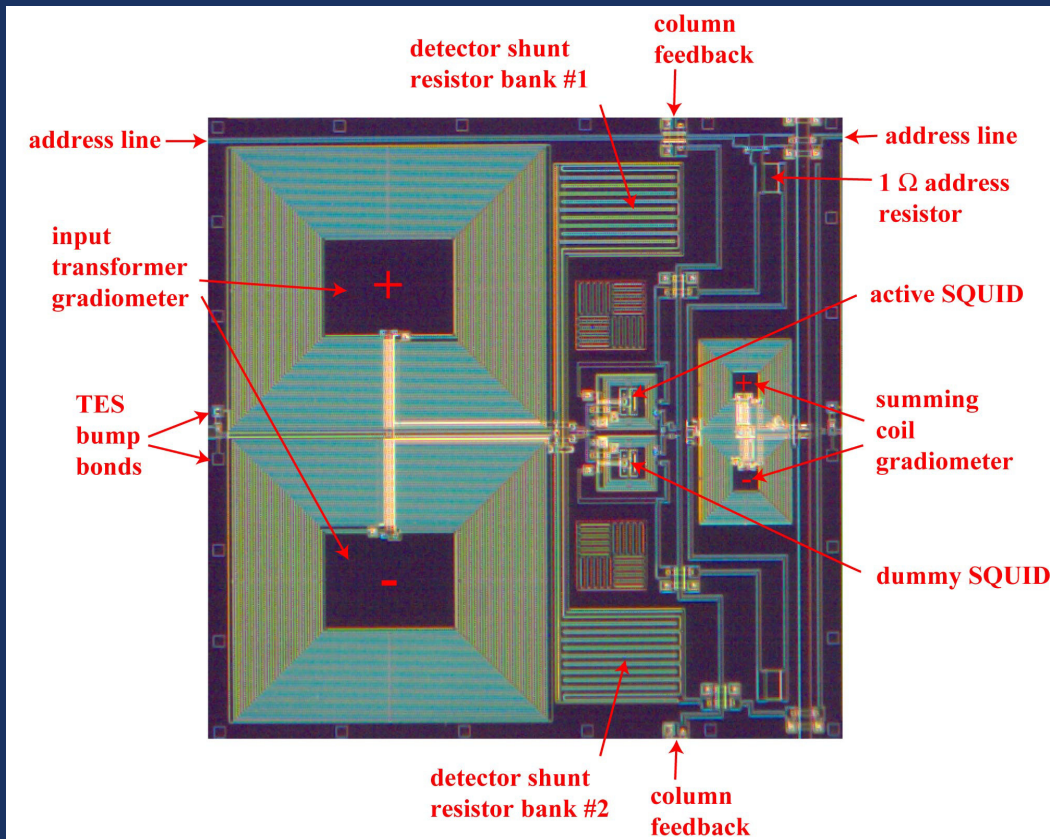 column
feedback
detector shunt
resistor bank #1
address line
address line
1 Ω address
resistor
input
transformer
gradiometer
+
active SQUID
TES
bump
bonds
+
-
summing
coil
gradiometer
-
dummy SQUID
detector shunt
resistor bank #2
column
feedback